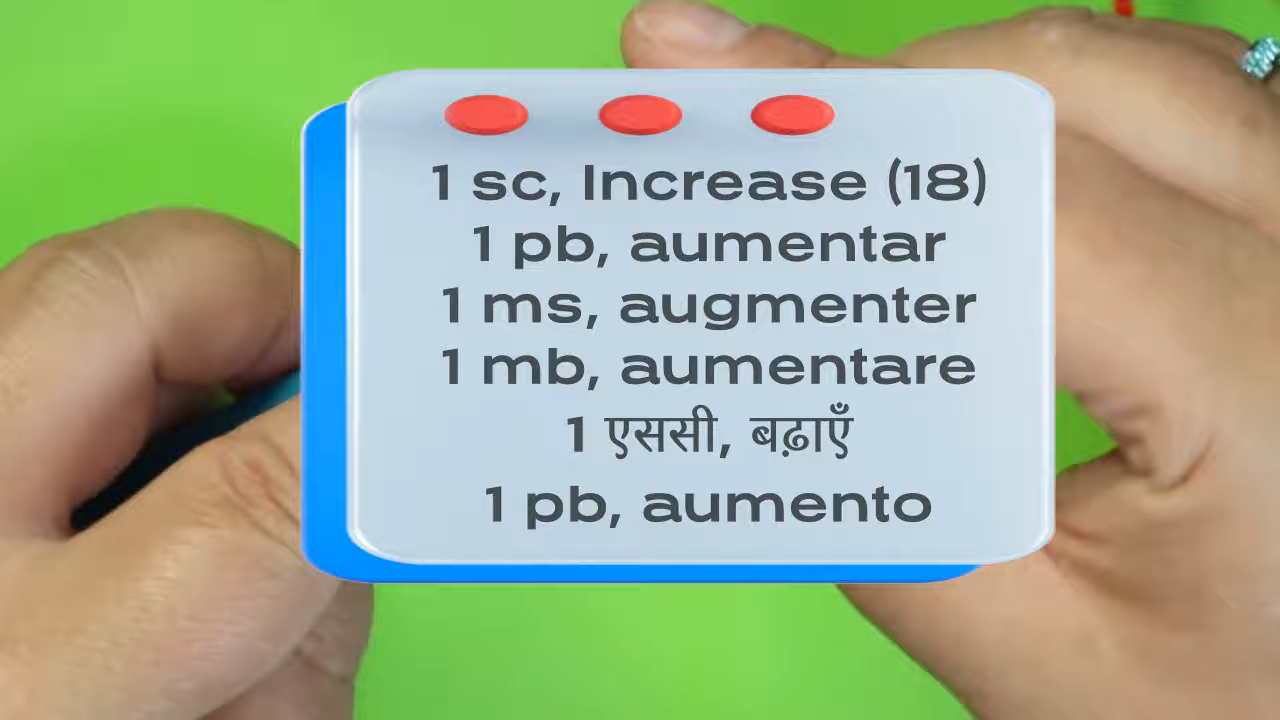 1 sc, Increase (18)
1 pb, aumentar
1 ms, augmenter
1 mb, aumentare
1 एससी, बढ़ाएँ
1 pb, aumento